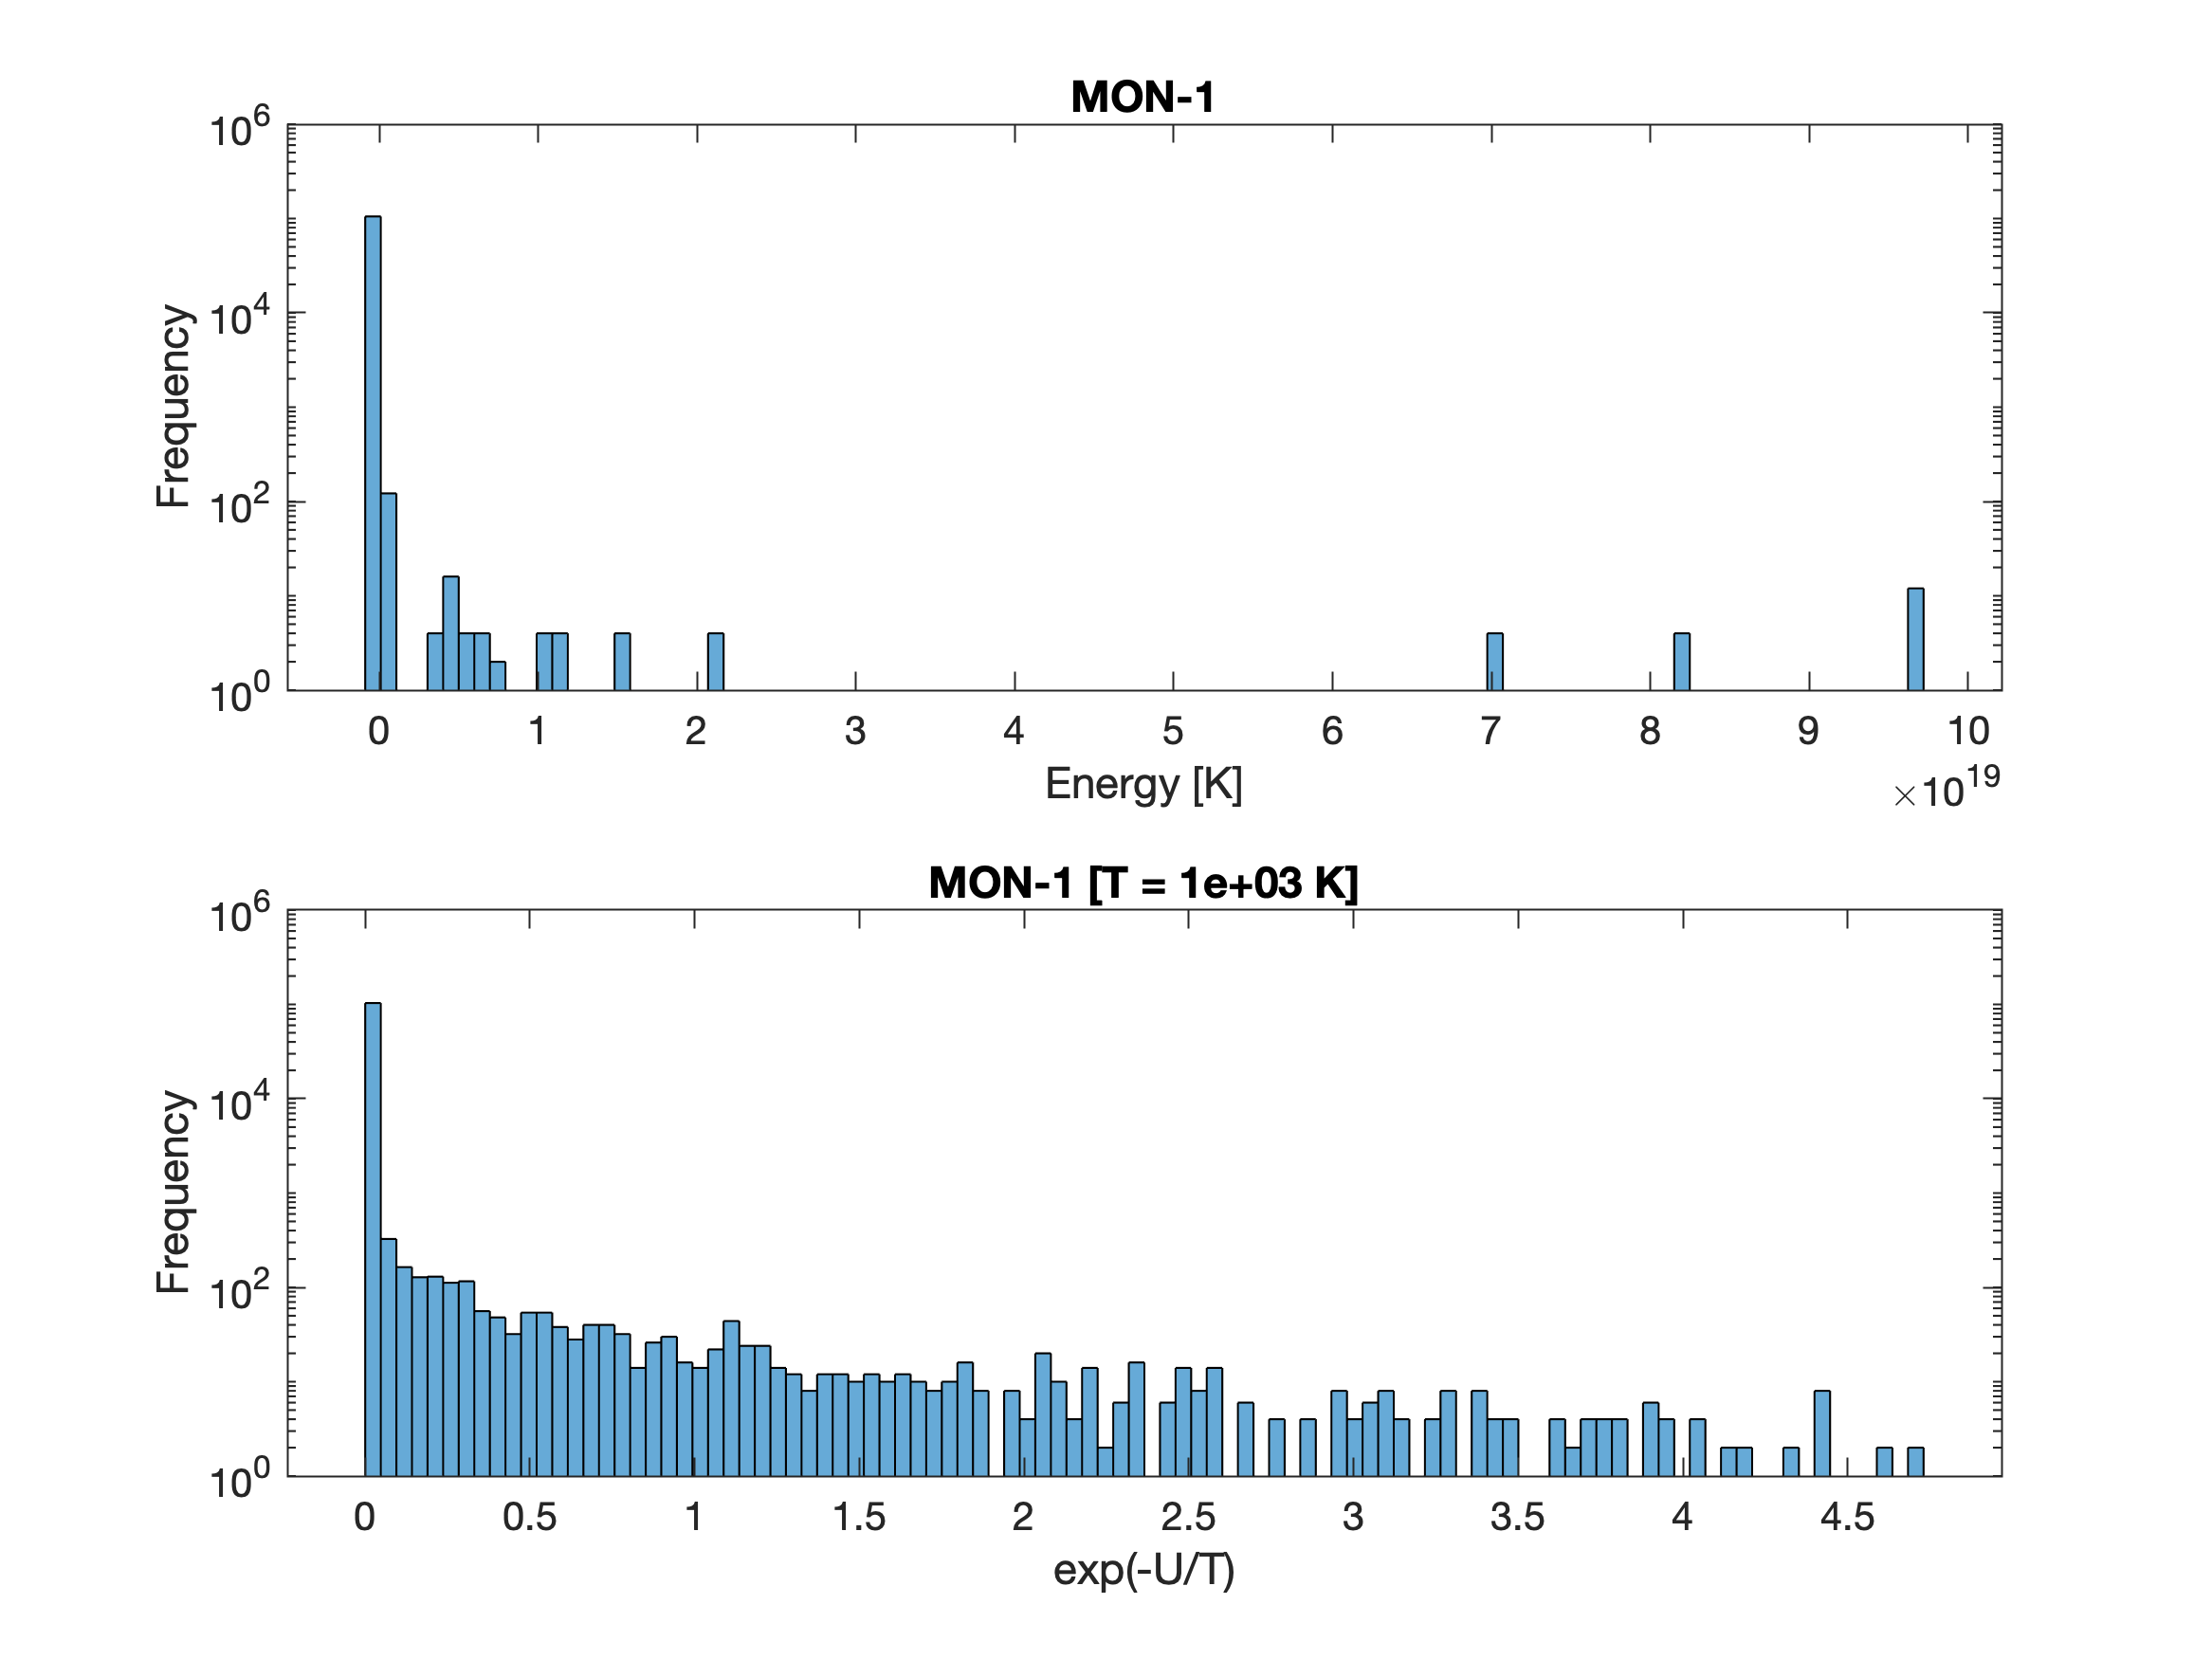 MON-1
10^6
10^4
10^2
10^0
Frequency
0 1 2 3 4 5 6 7 8 9 10
Energy [K]
×10^19
MON-1 [T = 1e+03 K]
10^6
10^4
10^2
10^0
Frequency
0 0.5 1 1.5 2 2.5 3 3.5 4 4.5
exp(-U/T)